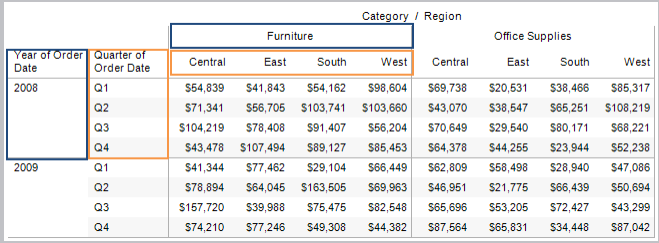 Category / Region
Furniture Office Supplies
Year of Order Date Quarter of Order Date Central East South West Central East South West
2008 Q1 $54,839 $41,843 $54,162 $98,604 $69,738 $20,531 $38,466 $85,317
Q2 $71,341 $56,705 $103,741 $103,660 $43,070 $38,547 $65,251 $108,219
Q3 $104,219 $78,408 $91,407 $56,204 $70,649 $29,540 $80,171 $68,221
Q4 $43,478 $107,494 $89,127 $85,453 $64,378 $44,255 $23,944 $52,238
2009 Q1 $41,344 $77,462 $29,104 $66,449 $62,809 $58,498 $28,940 $47,086
Q2 $78,894 $64,045 $163,505 $69,963 $46,951 $21,775 $66,439 $50,694
Q3 $157,720 $39,988 $75,475 $82,548 $65,696 $53,205 $72,427 $43,299
Q4 $74,210 $77,246 $49,308 $44,382 $87,564 $65,831 $34,448 $87,042